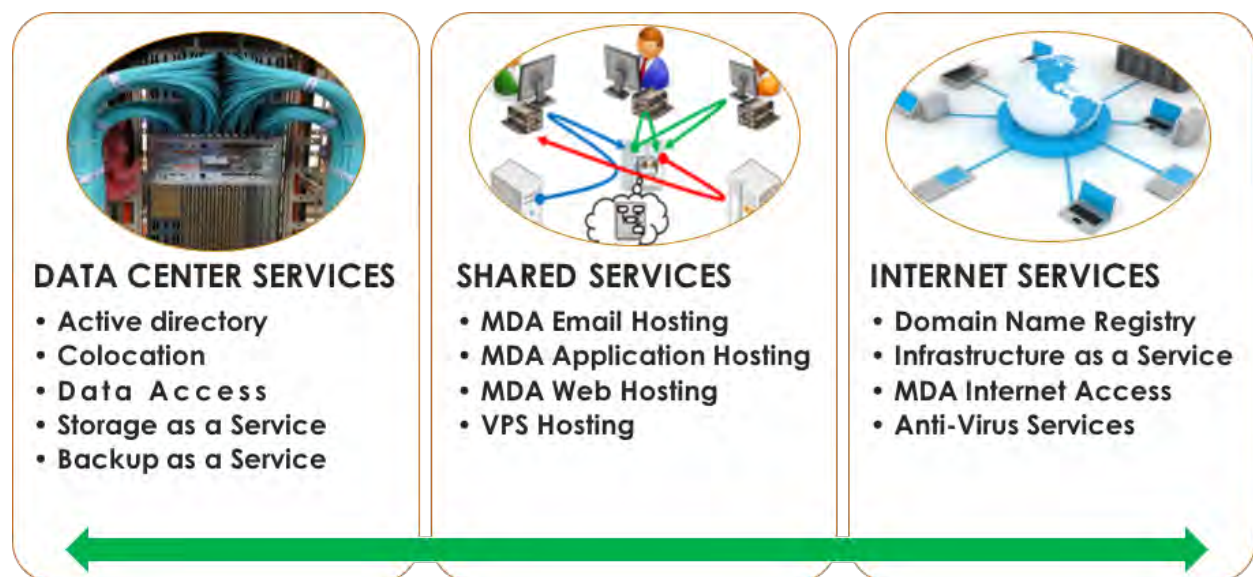 DATA CENTER SERVICES
• Active directory
• Colocation
• Data Access
• Storage as a Service
• Backup as a Service
SHARED SERVICES
• MDA Email Hosting
• MDA Application Hosting
• MDA Web Hosting
• VPS Hosting
INTERNET SERVICES
• Domain Name Registry
• Infrastructure as a Service
• MDA Internet Access
• Anti-Virus Services